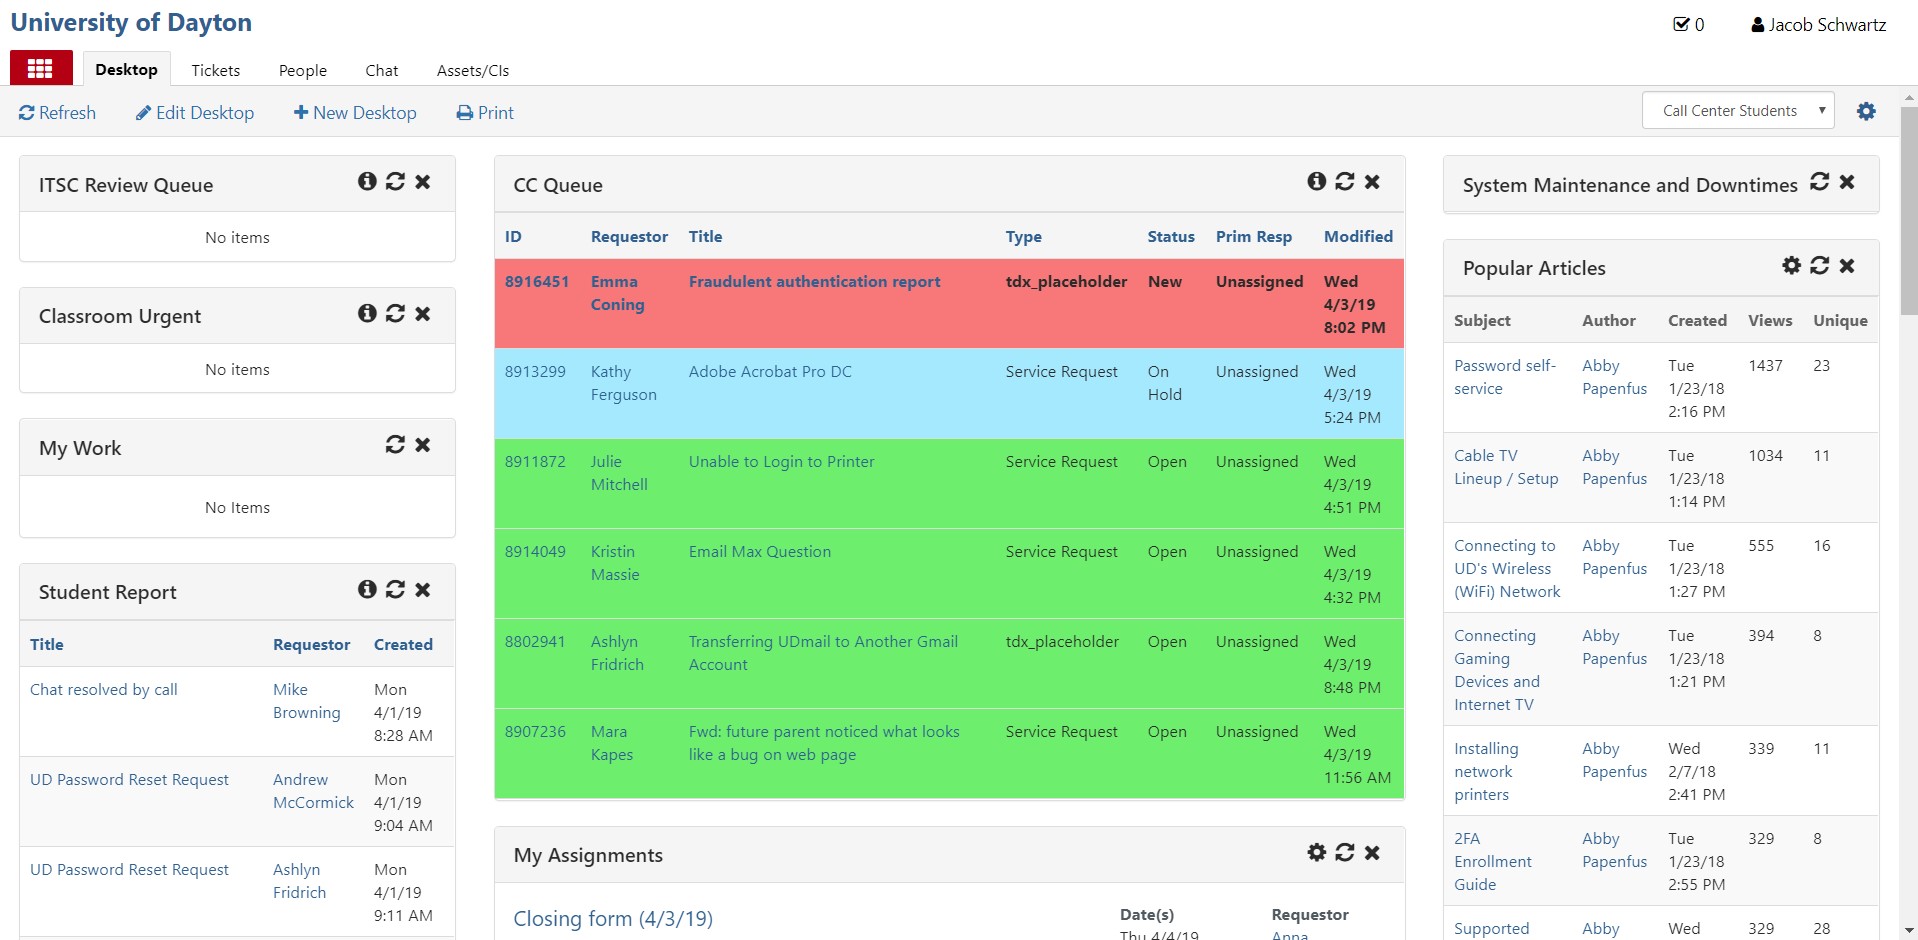 University of Dayton
0
Jacob Schwartz
Desktop
Tickets
People
Chat
Assets/CIs
Refresh
Edit Desktop
New Desktop
Print
Call Center Students
ITSC Review Queue
No items
Classroom Urgent
No items
My Work
No Items
Student Report
Title Requestor Created
Chat resolved by call Mike Mon
Browning 4/1/19
8:28 AM
UD Password Reset Request Andrew Mon
McCormick 4/1/19
9:04 AM
UD Password Reset Request Ashlyn Mon
Fridrich 4/1/19
9:11 AM
CC Queue
ID Requestor Title Type Status Prim Resp Modified
8916451 Emma Fraudulent authentication report tdx_placeholder New Unassigned Wed
Coning 4/3/19
8:02 PM
8913299 Kathy Adobe Acrobat Pro DC Service Request On Unassigned Wed
Ferguson Hold 4/3/19
5:24 PM
8911872 Julie Unable to Login to Printer Service Request Open Unassigned Wed
Mitchell 4/3/19
4:51 PM
8914049 Kristin Email Max Question Service Request Open Unassigned Wed
Massie 4/3/19
4:32 PM
8802941 Ashlyn Transferring UDmail to Another Gmail tdx_placeholder Open Unassigned Wed
Fridrich Account 4/3/19
8:48 PM
8907236 Mara Fwd: future parent noticed what looks Service Request Open Unassigned Wed
Kapes like a bug on web page 4/3/19
11:56 AM
My Assignments
Closing form (4/3/19) Date(s) Requestor
Thu 4/4/19 Anna
System Maintenance and Downtimes
Popular Articles
Subject Author Created Views Unique
Password self- Abby Tue 1437 23
service Papenfus 1/23/18
2:16 PM
Cable TV Abby Tue 1034 11
Lineup / Setup Papenfus 1/23/18
1:14 PM
Connecting to Abby Tue 555 16
UD's Wireless Papenfus 1/23/18
(WiFi) Network 1:27 PM
Connecting Abby Tue 394 8
Gaming Papenfus 1/23/18
Devices and 1:21 PM
Internet TV
Installing Abby Wed 339 11
network Papenfus 2/7/18
printers 2:41 PM
2FA Abby Tue 329 8
Enrollment Papenfus 1/23/18
Guide 2:55 PM
Supported Abby Wed 329 28